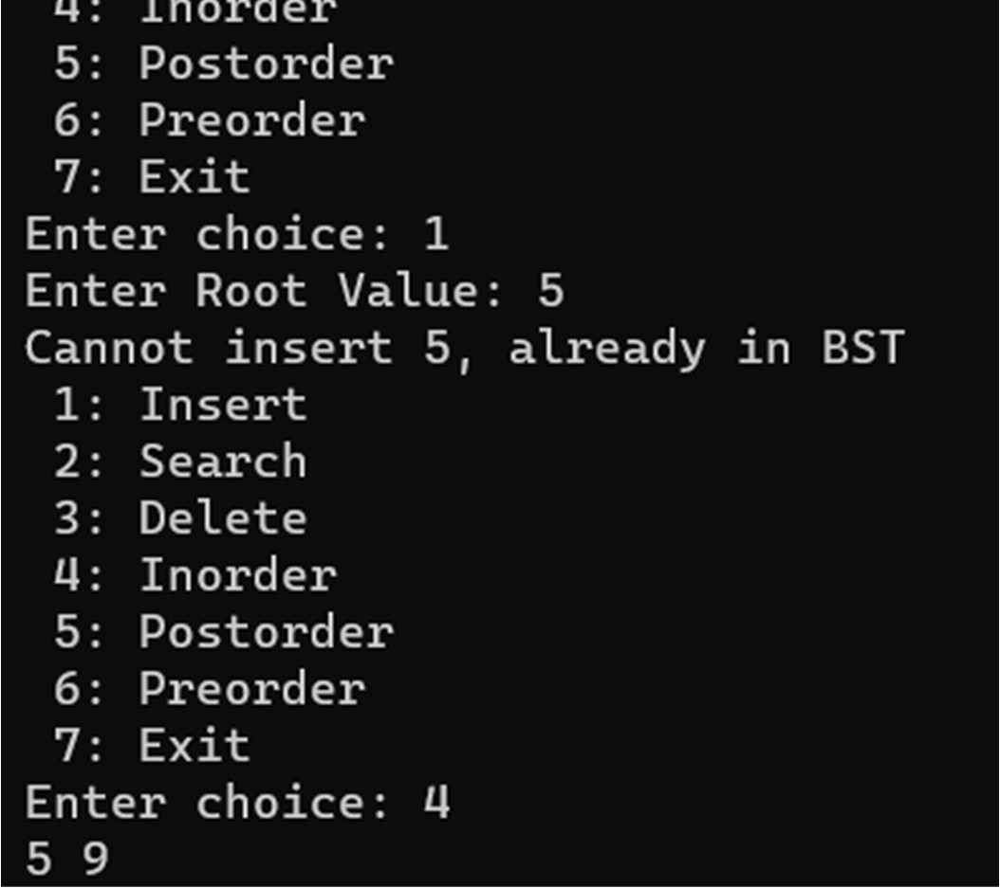 4: Inorder
5: Postorder
6: Preorder
7: Exit
Enter choice: 1
Enter Root Value: 5
Cannot insert 5, already in BST
1: Insert
2: Search
3: Delete
4: Inorder
5: Postorder
6: Preorder
7: Exit
Enter choice: 4
5 9